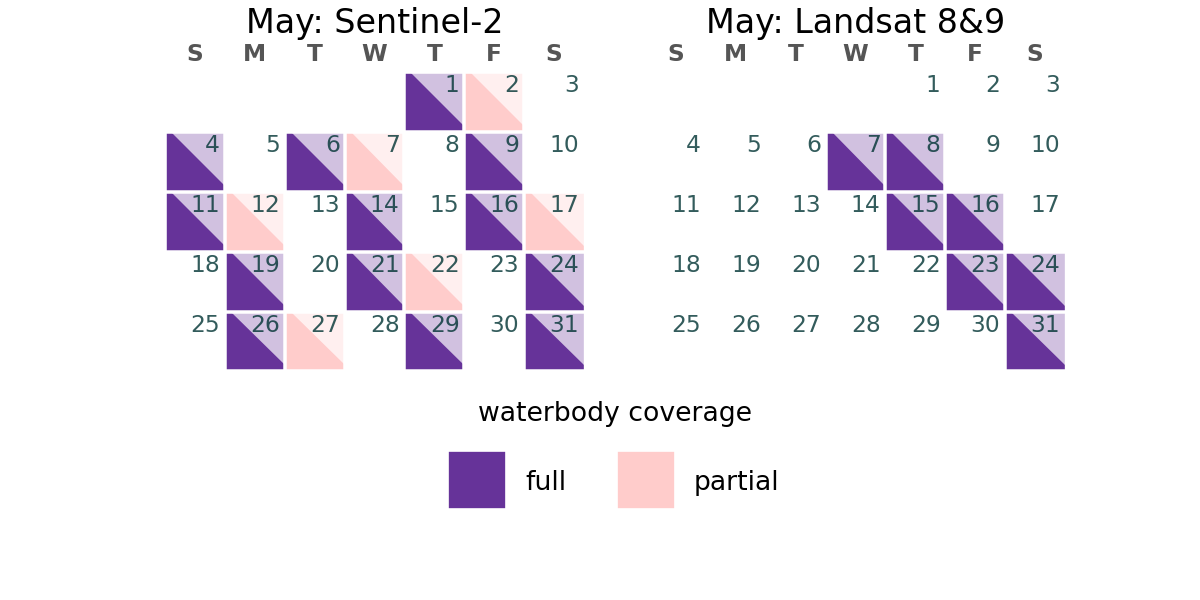 May: Sentinel-2
S M T W T F S
1 2 3
4 5 6 7 8 9 10
11 12 13 14 15 16 17
18 19 20 21 22 23 24
25 26 27 28 29 30 31
May: Landsat 8&9
S M T W T F S
1 2 3
4 5 6 7 8 9 10
11 12 13 14 15 16 17
18 19 20 21 22 23 24
25 26 27 28 29 30 31
waterbody coverage
full partial